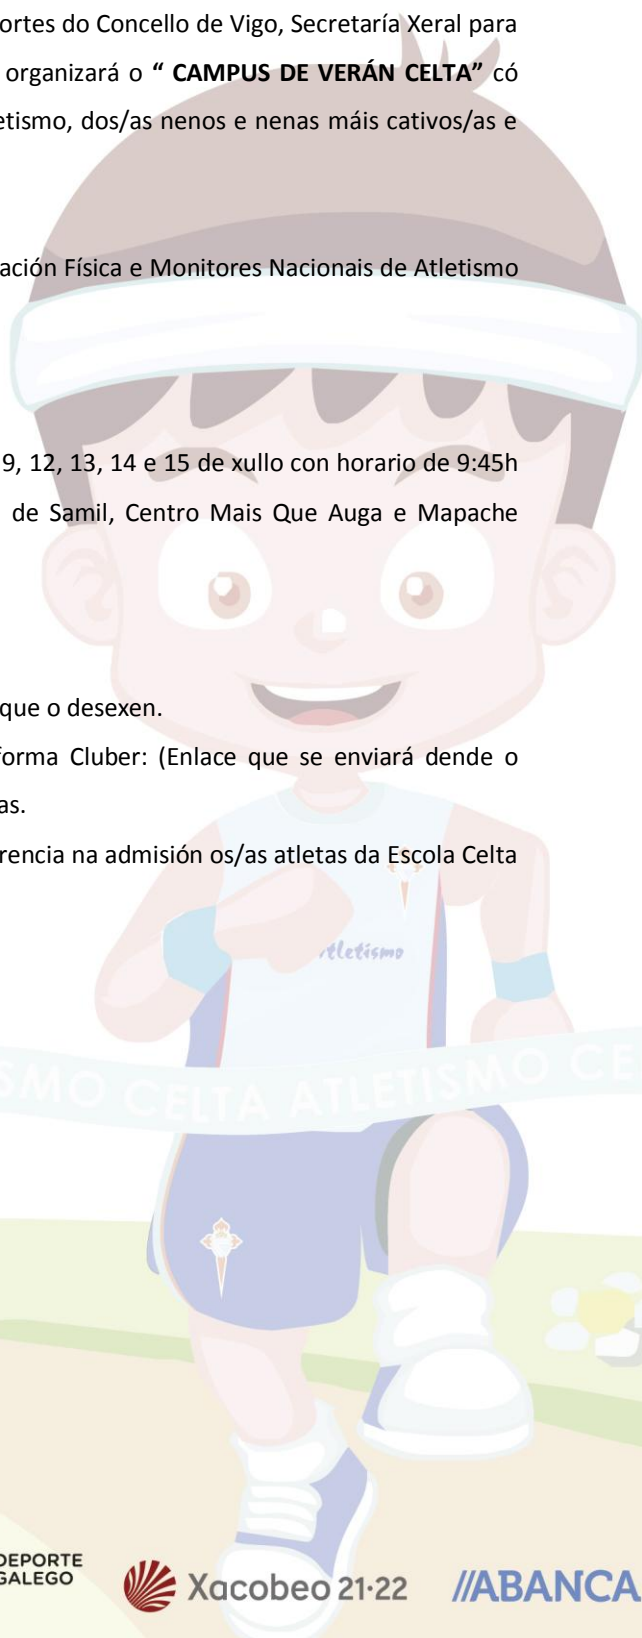 ortes do Concello de Vigo, Secretaría Xeral para
organizará o “ CAMPUS DE VERÁN CELTA” có
etismo, dos/as nenos e nenas máis cativos/as e
ación Física e Monitores Nacionais de Atletismo
9, 12, 13, 14 e 15 de xullo con horario de 9:45h
de Samil, Centro Mais Que Auga e Mapache
que o desexen.
forma Cluber: (Enlace que se enviará dende o
as.
rencia na admisión os/as atletas da Escola Celta
tletismo
SMO CELTA ATLETISMO CE
DEPORTE
GALEGO
Xacobeo 21·22
//ABANCA